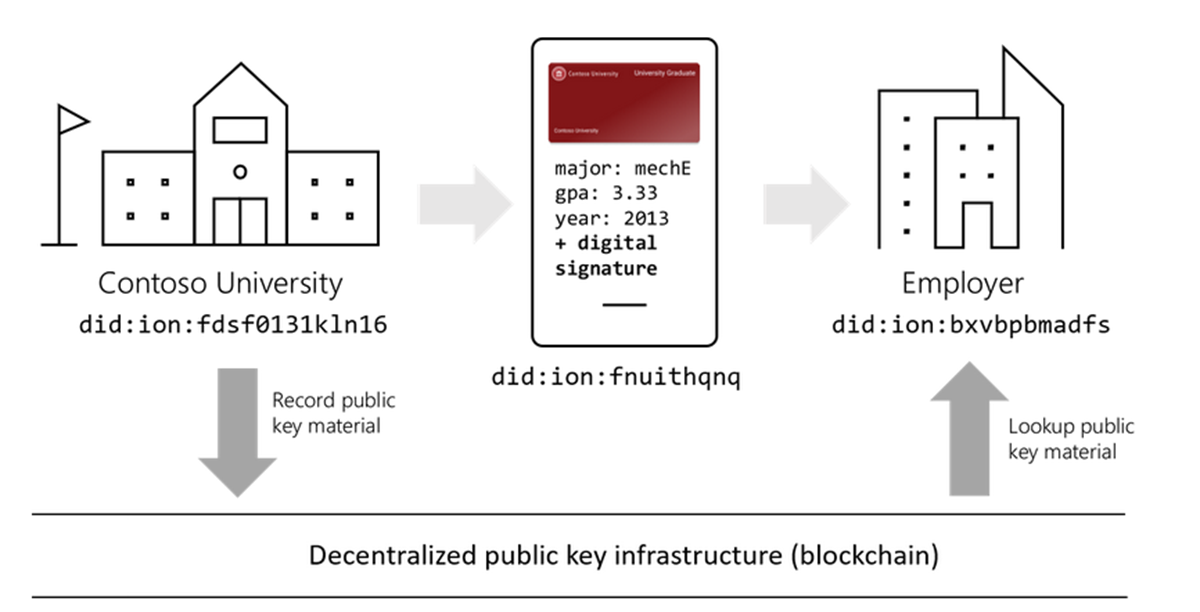 Contoso University
University Graduate
Contoso University
major: mechE
gpa: 3.33
year: 2013
+ digital
signature
Contoso University
did:ion:fdsf0131kln16
did:ion:fnuithqnq
Employer
did:ion:bxvbpbmadfs
Record public
key material
Lookup public
key material
Decentralized public key infrastructure (blockchain)